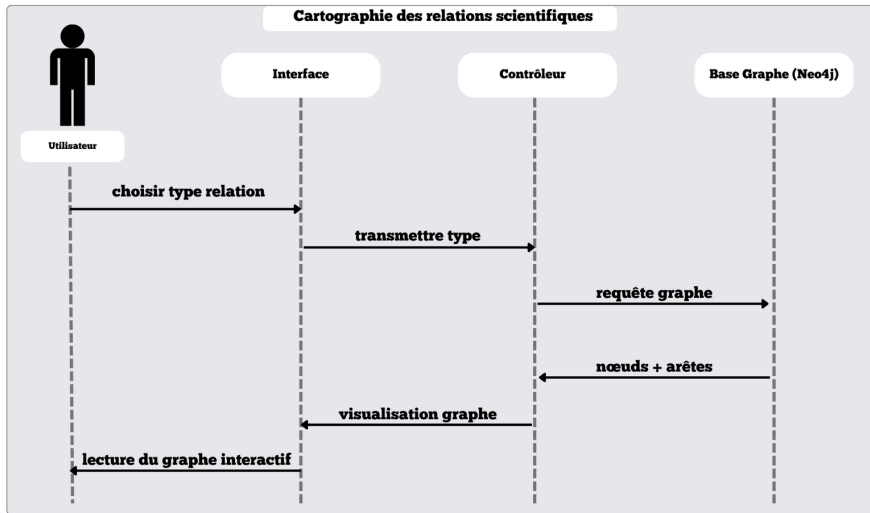 Cartographie des relations scientifiques
Interface
Contrôleur
Base Graphe (Neo4j)
Utilisateur
choisir type relation
transmettre type
requête graphe
nœuds + arêtes
visualisation graphe
lecture du graphe interactif